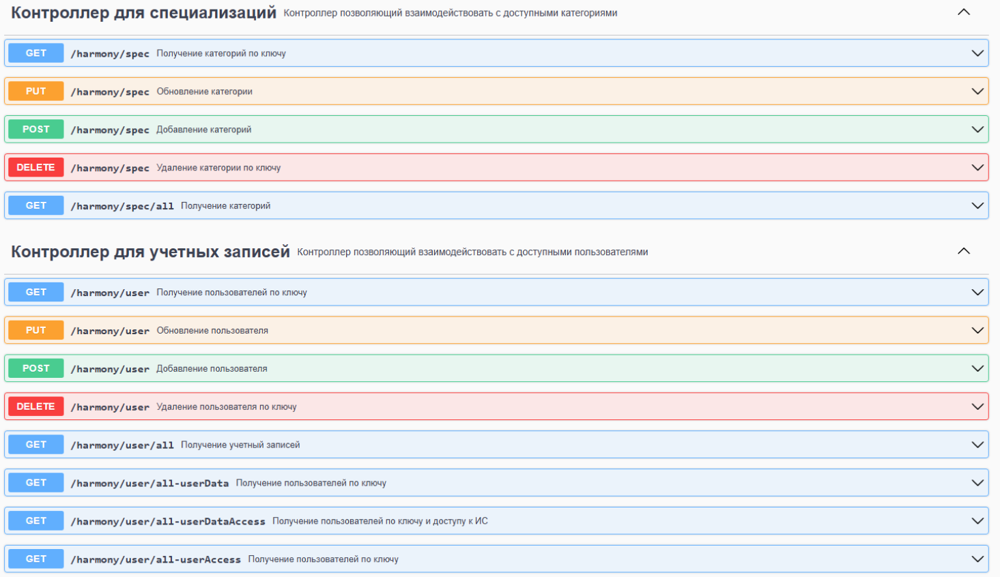 Контроллер для специализаций Контроллер позволяющий взаимодействовать с доступными категориями
GET /harmony/spec Получение категорий по ключу
PUT /harmony/spec Обновление категории
POST /harmony/spec Добавление категорий
DELETE /harmony/spec Удаление категории по ключу
GET /harmony/spec/all Получение категорий
Контроллер для учетных записей Контроллер позволяющий взаимодействовать с доступными пользователями
GET /harmony/user Получение пользователей по ключу
PUT /harmony/user Обновление пользователя
POST /harmony/user Добавление пользователя
DELETE /harmony/user Удаление пользователя по ключу
GET /harmony/user/all Получение учетный записей
GET /harmony/user/all-userData Получение пользователей по ключу
GET /harmony/user/all-userDataAccess Получение пользователей по ключу и доступу к ИС
GET /harmony/user/all-userAccess Получение пользователей по ключу